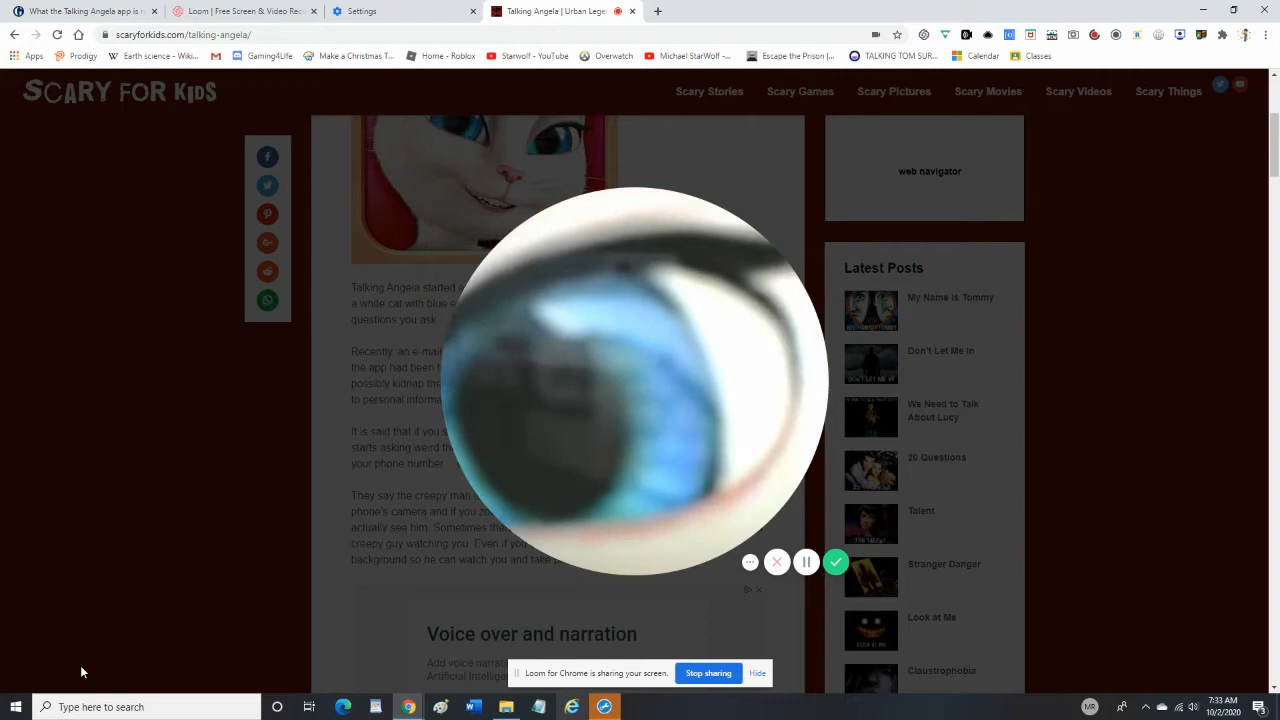 What the Talking Angela app is
Loom | Free Screen & Video Rec
Settings
Talking Angela | Urban Lege
scaryforkids.com/talking-angela/
Apps
Prodigy
Earth science - Wiki...
Gaming4Life
Make a Christmas T...
Home - Roblox
Starwolf - YouTube
Overwatch
Michael StarWolf -...
Escape the Prison |...
TALKING TOM SUR...
Calendar
Classes
SCARY FOR KIDS
Scary Stories
Scary Games
Scary Pictures
Scary Movies
Scary Videos
Scary Things
web navigator
Talking Angela started
a white cat with blue
questions you ask
Recently, an e-mai
the app had been
possibly kidnap the
to personal informa
It is said that if you s
starts asking weird th
your phone number
They say the creepy man
phone's camera and if you zo
actually see him. Sometimes the
creepy guy watching you. Even if you
background so he can watch you and take
Latest Posts
My Name is Tommy
Don't Let Me In
We Need to Talk
About Lucy
20 Questions
Talent
Stranger Danger
Look at Me
Claustrophobia
Voice over and narration
Add voice narrat
Artificial Intellige
Loom for Chrome is sharing your screen.
Stop sharing
Hide
Type here to search
MR
7:33 AM
10/2/2020